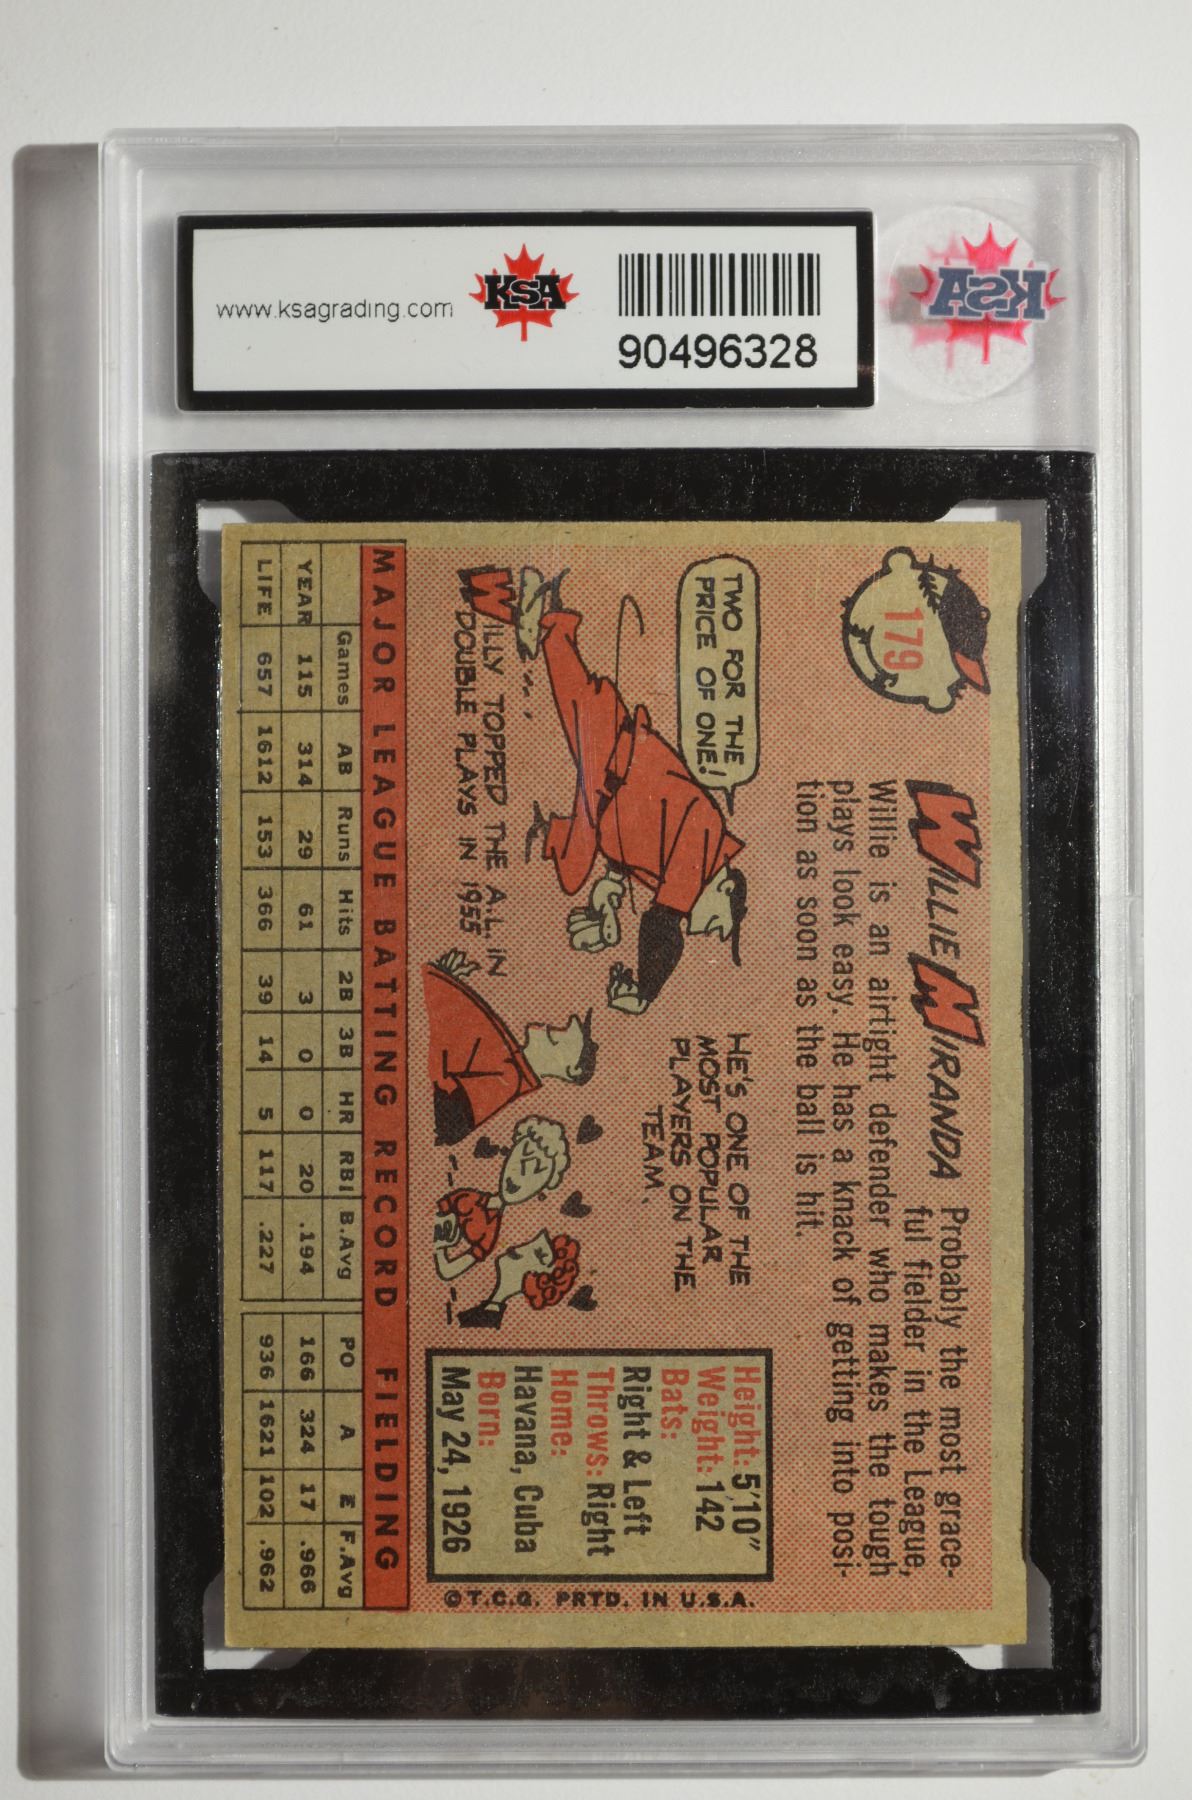 www.ksagrading.com
KSA
90496328
KSA
179
WILLIE MIRANDA Probably the most grace-
ful fielder in the League,
Willie is an airtight defender who makes the tough
plays look easy. He has a knack of getting into posi-
tion as soon as the ball is hit.
TWO FOR THE
PRICE OF ONE!
WILLY TOPPED THE A.L. IN
DOUBLE PLAYS IN 1955
HE'S ONE OF THE
MOST POPULAR
PLAYERS ON THE
TEAM.
Height: 5'10"
Weight: 142
Bats:
Right & Left
Throws: Right
Home:
Havana, Cuba
Born:
May 24, 1926
© T.C.G. PRTD. IN U.S.A.
MAJOR LEAGUE BATTING RECORD FIELDING
Games AB Runs Hits 2B 3B HR RBI B.Avg PO A E F.Avg
YEAR 115 314 29 61 3 0 0 20 .194 166 324 17 .966
LIFE 657 1612 153 366 39 14 5 117 .227 936 1621 102 .962